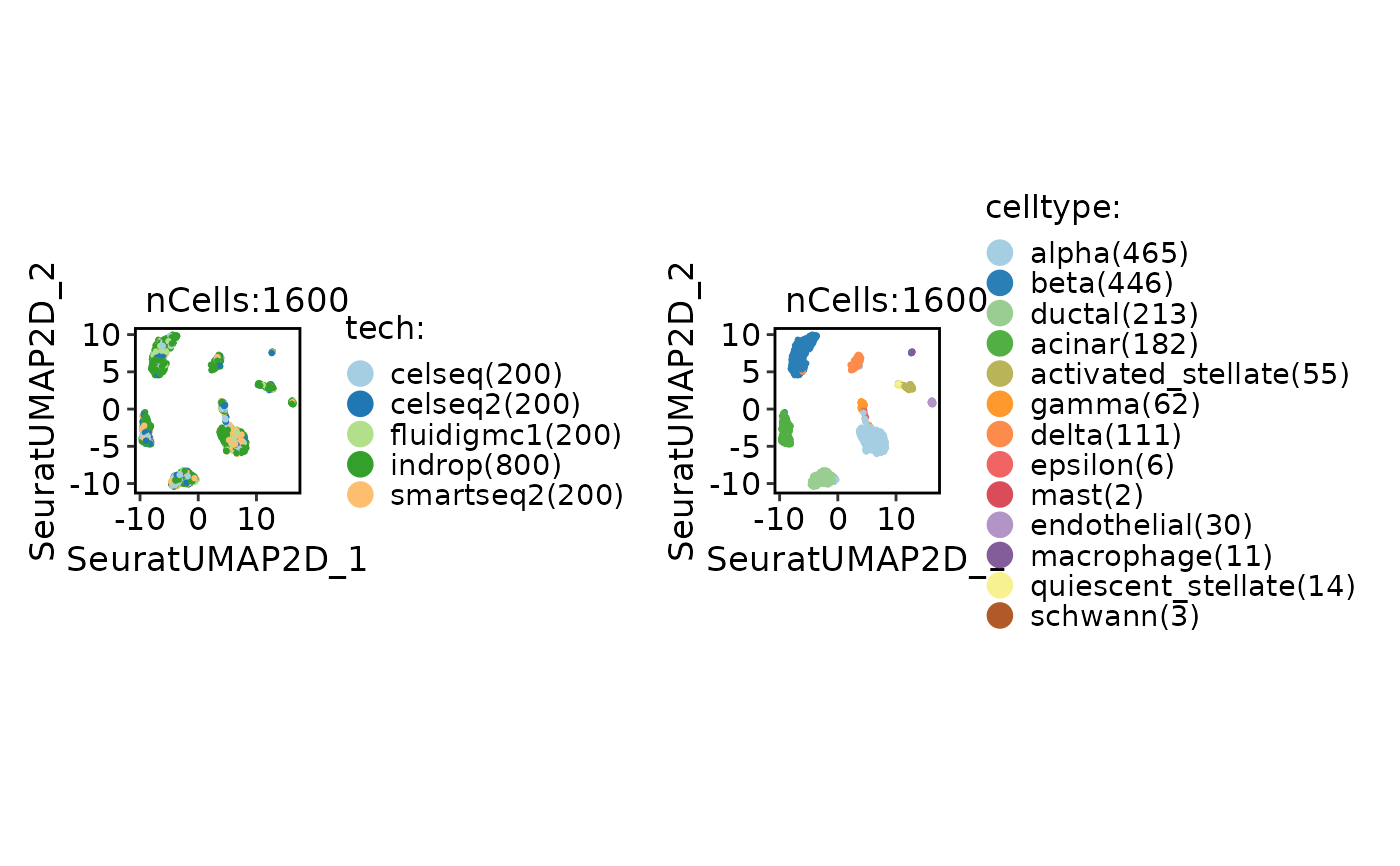 nCells:1600
SeuratUMAP2D_2
10
5
0
-5
-10
-10 0 10
SeuratUMAP2D_1
tech:
celseq(200)
celseq2(200)
fluidigmc1(200)
indrop(800)
smartseq2(200)
nCells:1600
SeuratUMAP2D_2
10
5
0
-5
-10
-10 0 10
SeuratUMAP2D_
celltype:
alpha(465)
beta(446)
ductal(213)
acinar(182)
activated_stellate(55)
gamma(62)
delta(111)
epsilon(6)
mast(2)
endothelial(30)
macrophage(11)
quiescent_stellate(14)
schwann(3)